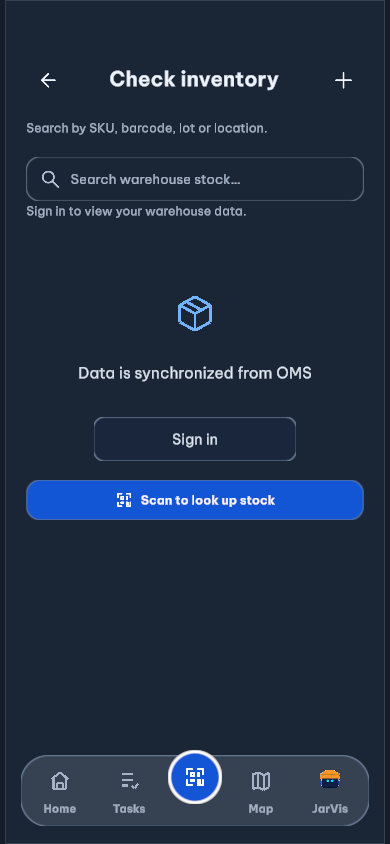 Check inventory
Search by SKU, barcode, lot or location.
Search warehouse stock...
Sign in to view your warehouse data.
Data is synchronized from OMS
Sign in
Scan to look up stock
Home
Tasks
Map
JarVis